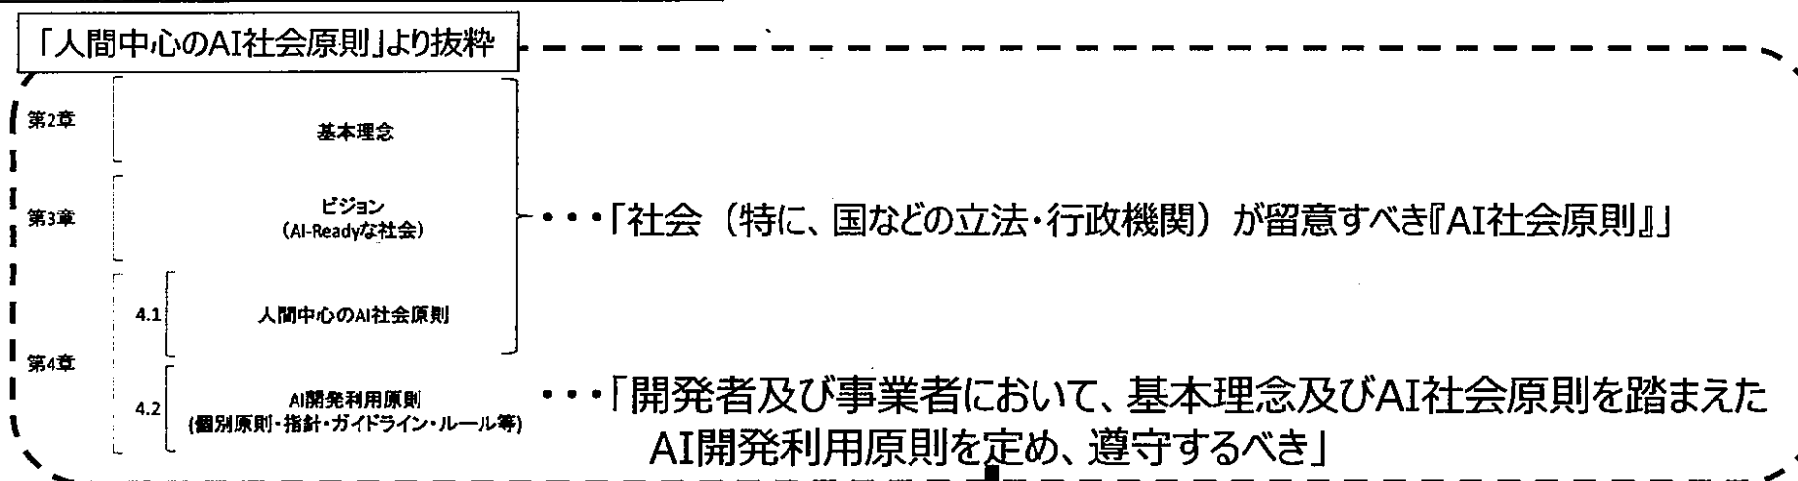 「人間中心のAI社会原則」より抜粋
第2章
基本理念
第3章
ビジョン
（AI-Readyな社会）
・・・「社会（特に、国などの立法・行政機関）が留意すべき『AI社会原則』」
第4章
4.1
人間中心のAI社会原則
4.2
AI開発利用原則
(個別原則・指針・ガイドライン・ルール等)
・・・「開発者及び事業者において、基本理念及びAI社会原則を踏まえた
AI開発利用原則を定め、遵守するべき」